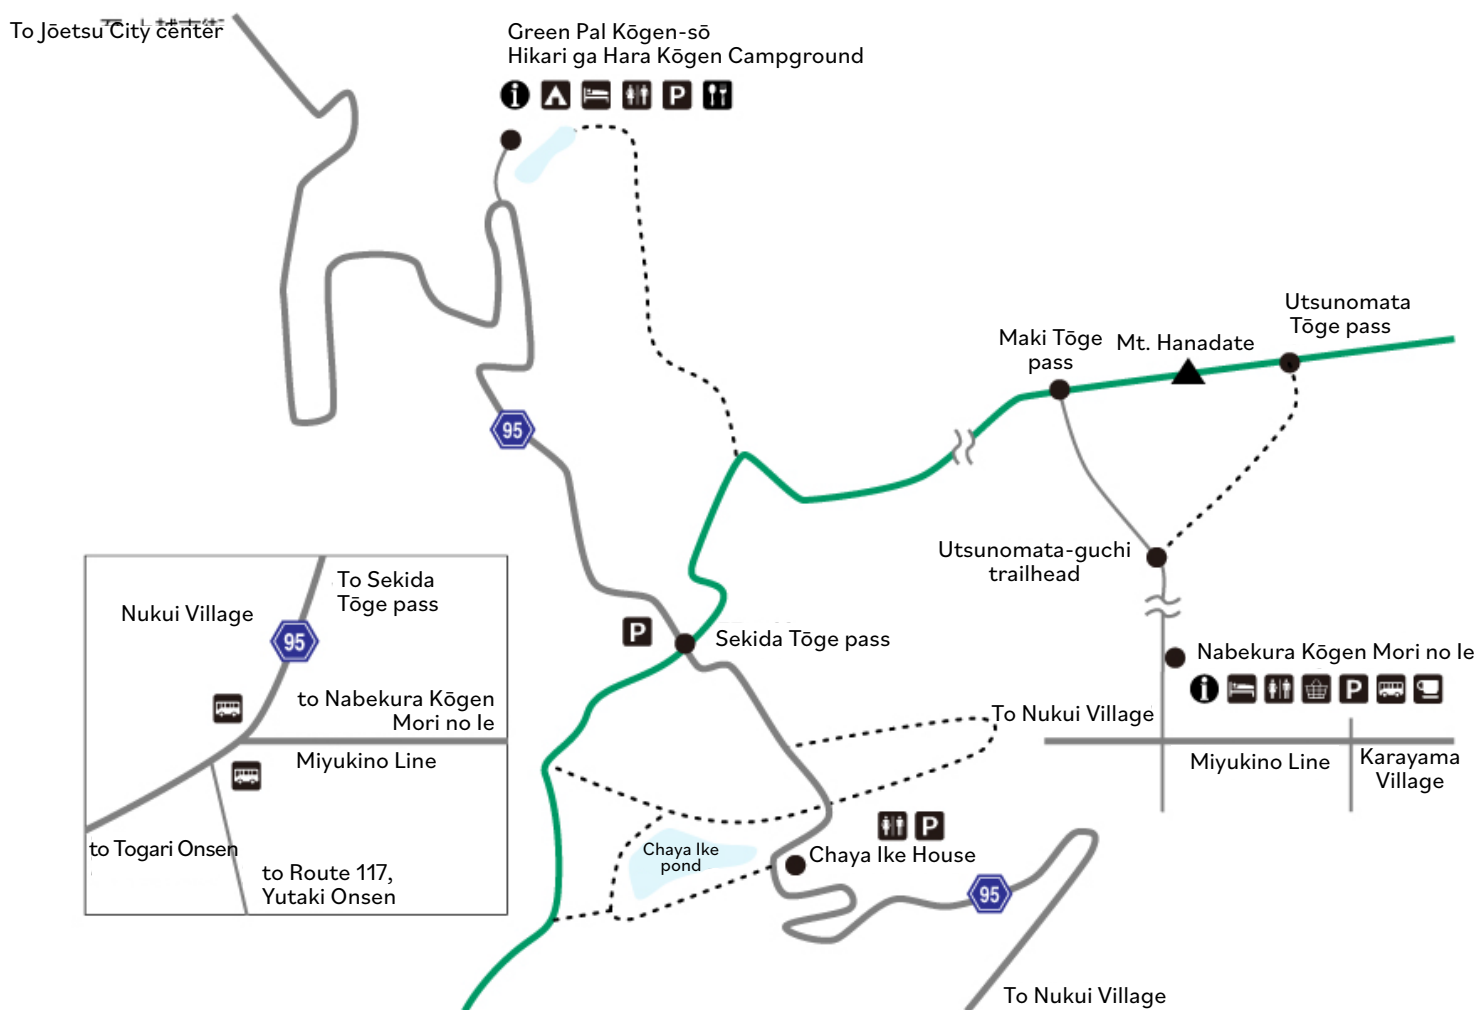 To Jōetsu City center
Green Pal Kōgen-sō
Hikari ga Hara Kōgen Campground
P
Utsunomata
Tōge pass
Maki Tōge
pass
Mt. Hanadate
95
Utsunomata-guchi
trailhead
P
Sekida Tōge pass
Nabekura Kōgen Mori no Ie
P
To Nukui Village
Miyukino Line
Karayama
Village
P
Chaya Ike House
Chaya Ike
pond
95
To Nukui Village
To Sekida
Tōge pass
Nukui Village
95
to Nabekura Kōgen
Mori no Ie
Miyukino Line
to Togari Onsen
to Route 117,
Yutaki Onsen